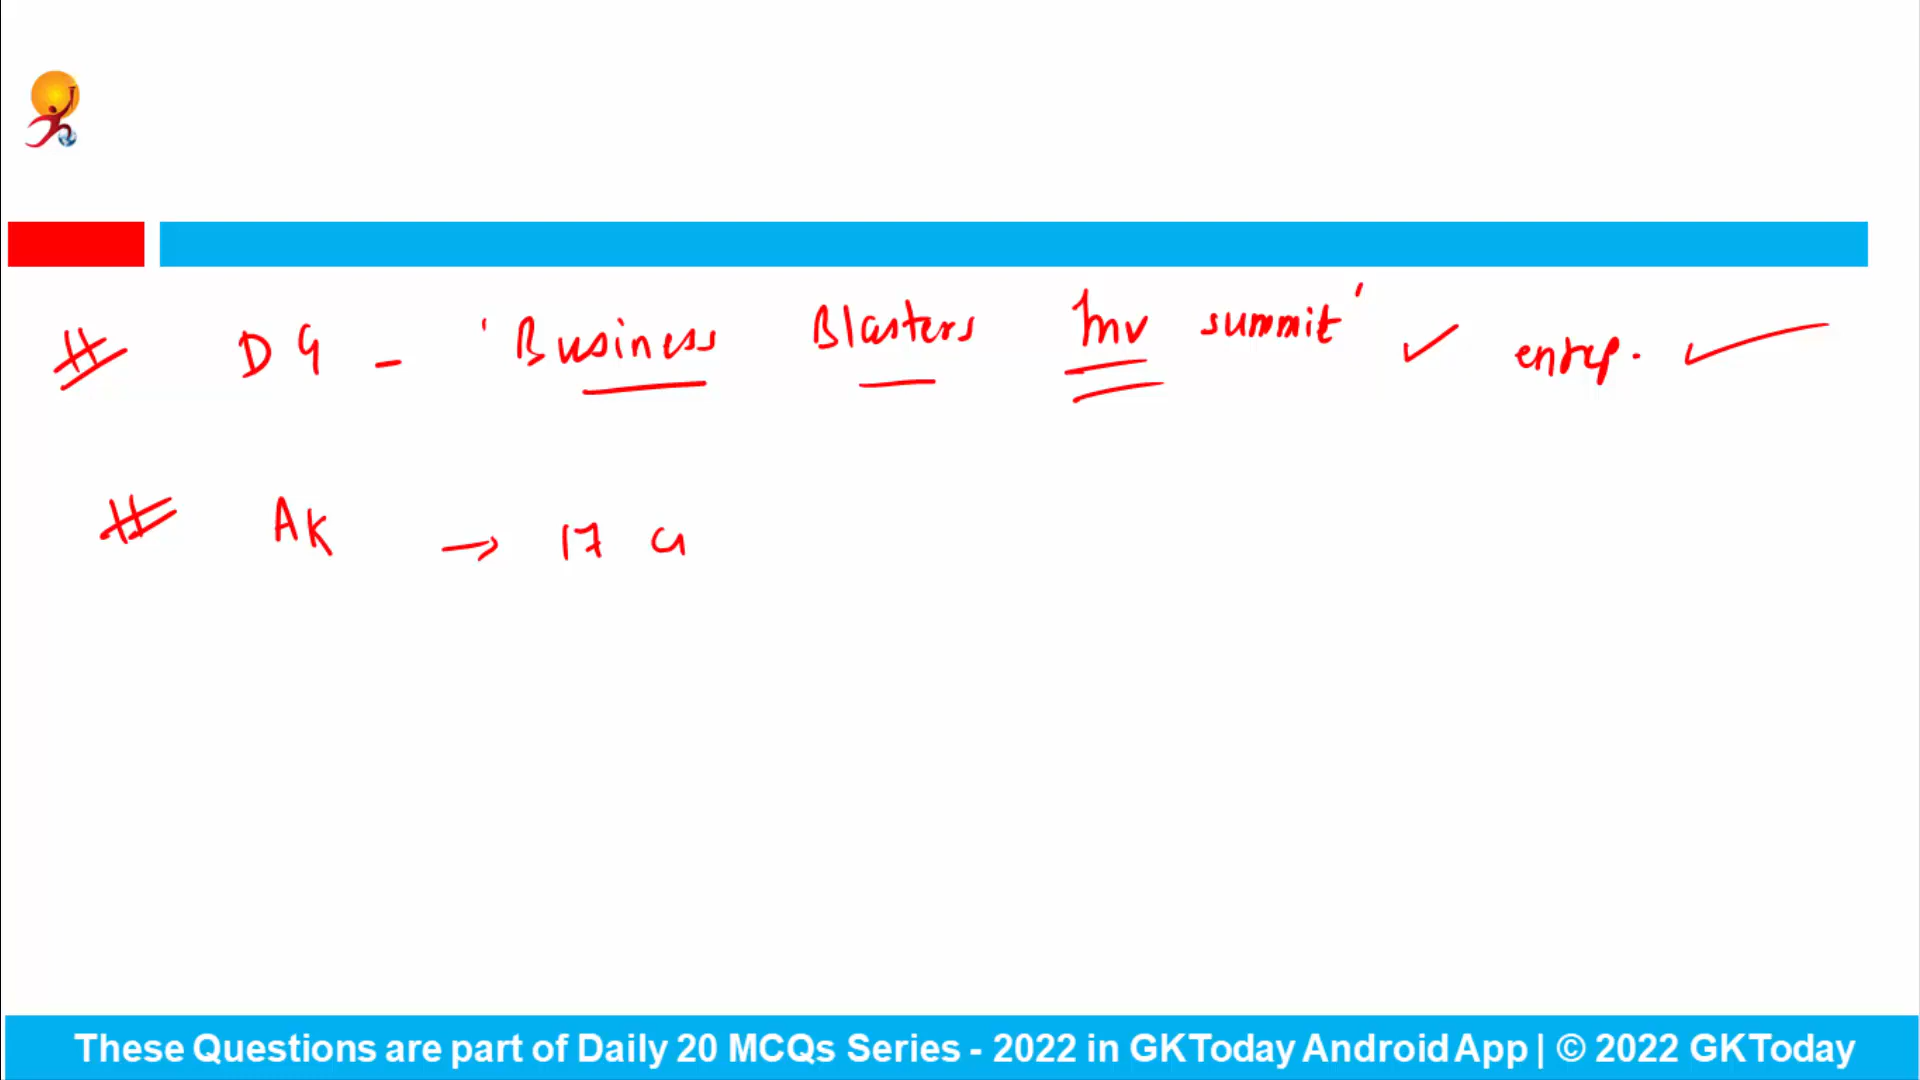 # DG - 'Business Blasters Inv summit' ✓ entrep. ✓
# AK → 17 G
These Questions are part of Daily 20 MCQs Series - 2022 in GKToday Android App | © 2022 GKToday